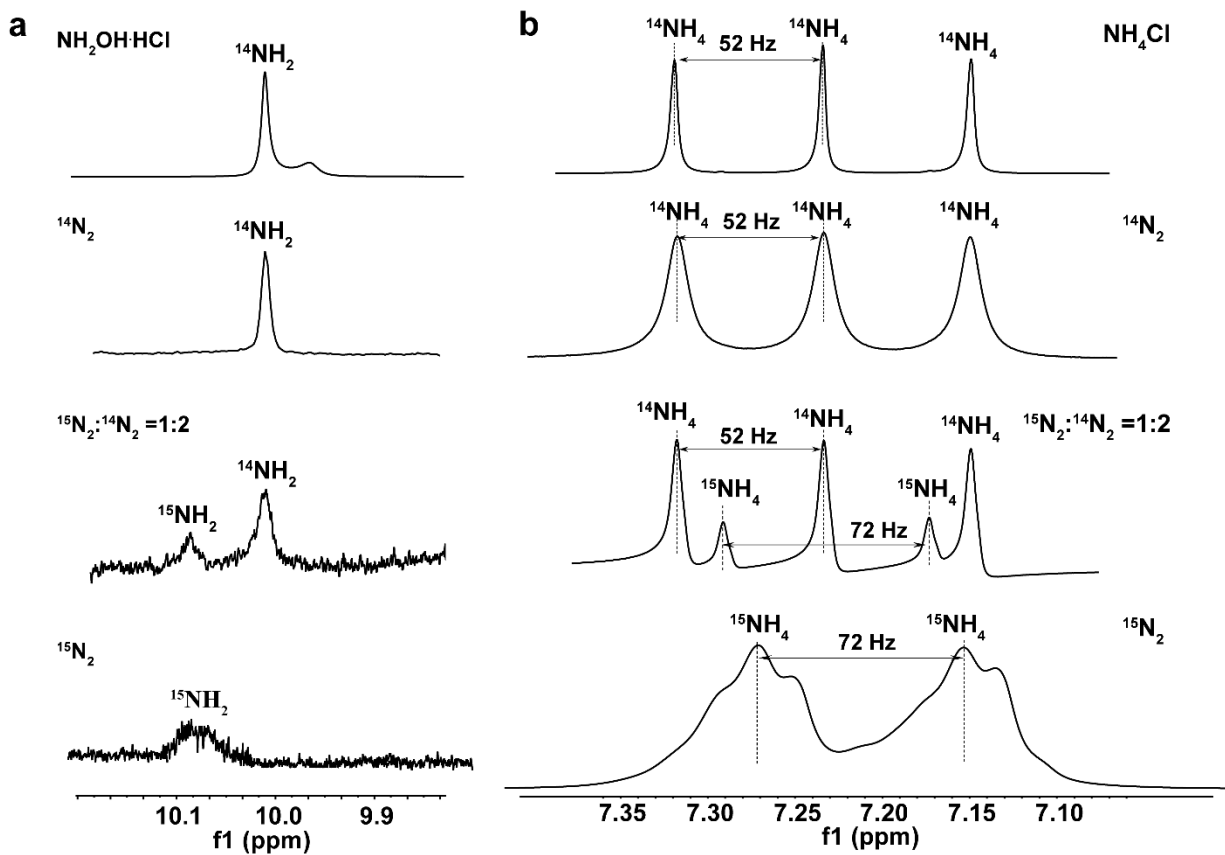 a
NH₂OH·HCl
¹⁴NH₂
¹⁴N₂
¹⁴NH₂
¹⁵N₂:¹⁴N₂ =1:2
¹⁵NH₂
¹⁴NH₂
¹⁵N₂
¹⁵NH₂
10.1 10.0 9.9
f1 (ppm)
b
NH₄Cl
¹⁴NH₄ ¹⁴NH₄ ¹⁴NH₄
52 Hz
¹⁴N₂
¹⁴NH₄ ¹⁴NH₄ ¹⁴NH₄
52 Hz
¹⁵N₂:¹⁴N₂ =1:2
¹⁴NH₄ ¹⁴NH₄ ¹⁴NH₄
52 Hz
¹⁵NH₄ ¹⁵NH₄
72 Hz
¹⁵N₂
¹⁵NH₄ ¹⁵NH₄
72 Hz
7.35 7.30 7.25 7.20 7.15 7.10
f1 (ppm)